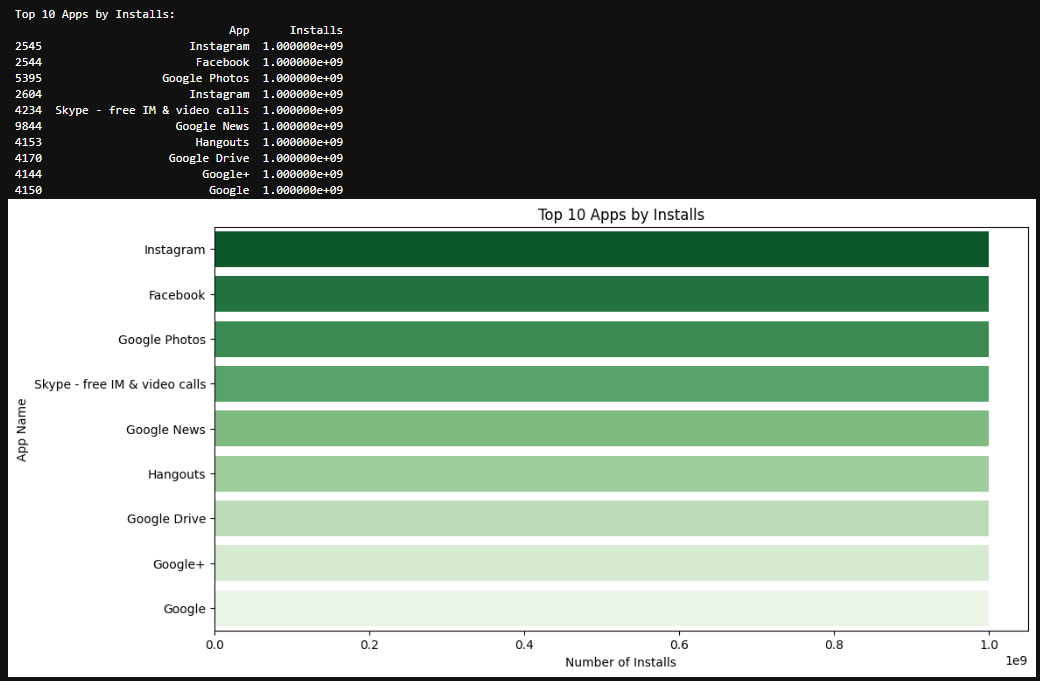 Top 10 Apps by Installs:
App Installs
2545 Instagram 1.000000e+09
2544 Facebook 1.000000e+09
5395 Google Photos 1.000000e+09
2604 Instagram 1.000000e+09
4234 Skype - free IM & video calls 1.000000e+09
9844 Google News 1.000000e+09
4153 Hangouts 1.000000e+09
4170 Google Drive 1.000000e+09
4144 Google+ 1.000000e+09
4150 Google 1.000000e+09
Top 10 Apps by Installs
App Name
Instagram
Facebook
Google Photos
Skype - free IM & video calls
Google News
Hangouts
Google Drive
Google+
Google
0.0 0.2 0.4 0.6 0.8 1.0
1e9
Number of Installs